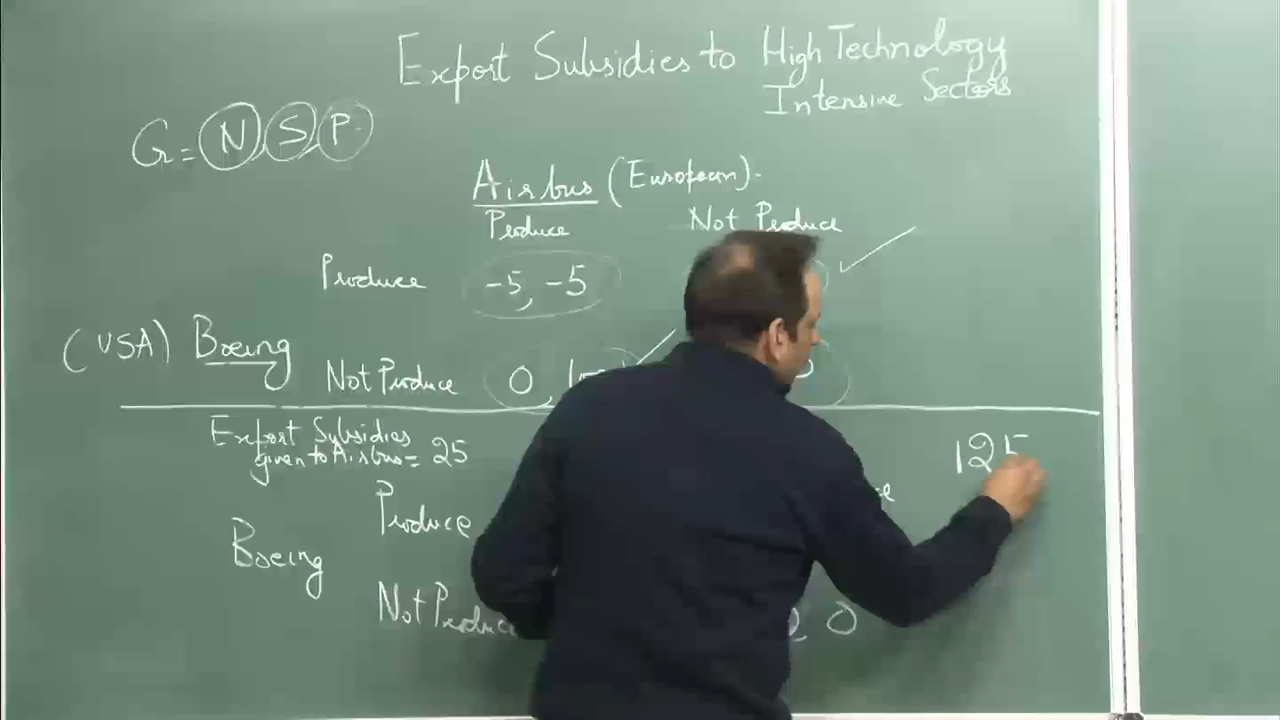 Export Subsidies to High Technology
Intensive Sectors
G = N, S, P
Airbus (European)
Produce Not Produce
Produce -5, -5
(USA) Boeing
Not Produce 0,
Export Subsidies
given to Airbus = 25
125
Produce
Boeing
Not Produce 0